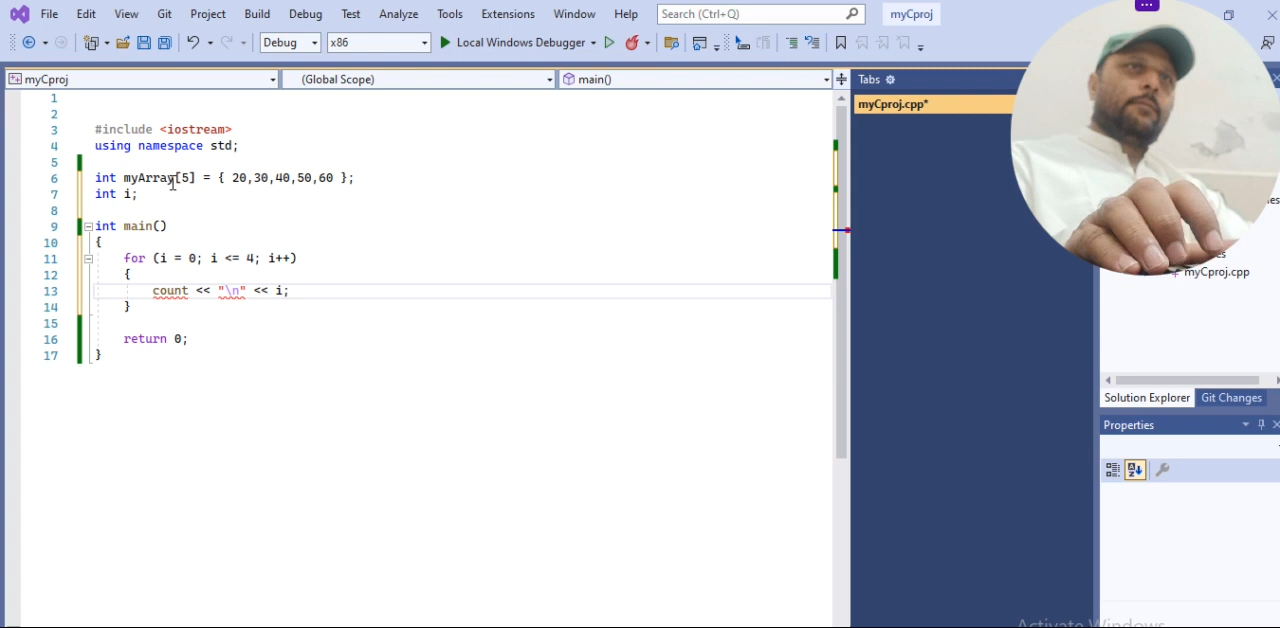 File Edit View Git Project Build Debug Test Analyze Tools Extensions Window Help Search (Ctrl+Q) myCproj
Debug x86 Local Windows Debugger
myCproj (Global Scope) main() Tabs
myCproj.cpp*
1
2
3 #include <iostream>
4 using namespace std;
5
6 int myArray[5] = { 20,30,40,50,60 };
7 int i;
8
9 int main()
10 {
11 for (i = 0; i <= 4; i++)
12 {
13 count << "\n" << i;
14 }
15
16 return 0;
17 }
myCproj.cpp
Solution Explorer Git Changes
Properties
Activate Windows